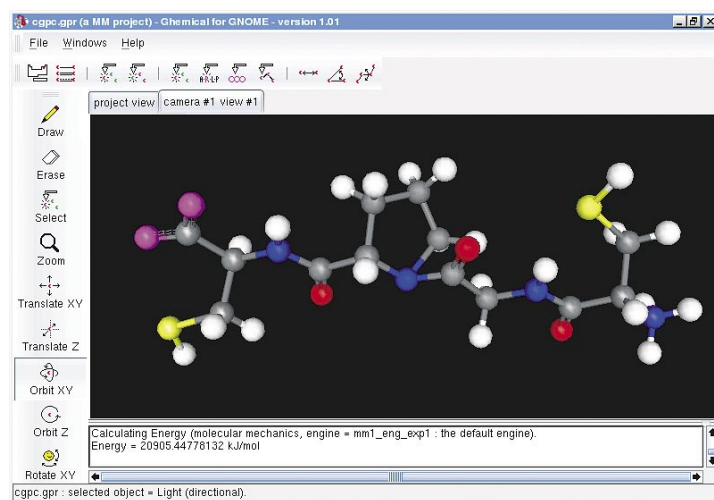 cgpc.gpr (a MM project) - Ghemical for GNOME - version 1.01
File Windows Help
A-R-L-P
project view
camera #1 view #1
Draw
Erase
Select
Zoom
Translate XY
Translate Z
Orbit XY
Orbit Z
Rotate XY
Calculating Energy (molecular mechanics, engine = mm1_eng_exp1 : the default engine).
Energy = 20905.44778132 kJ/mol
cgpc.gpr : selected object = Light (directional).